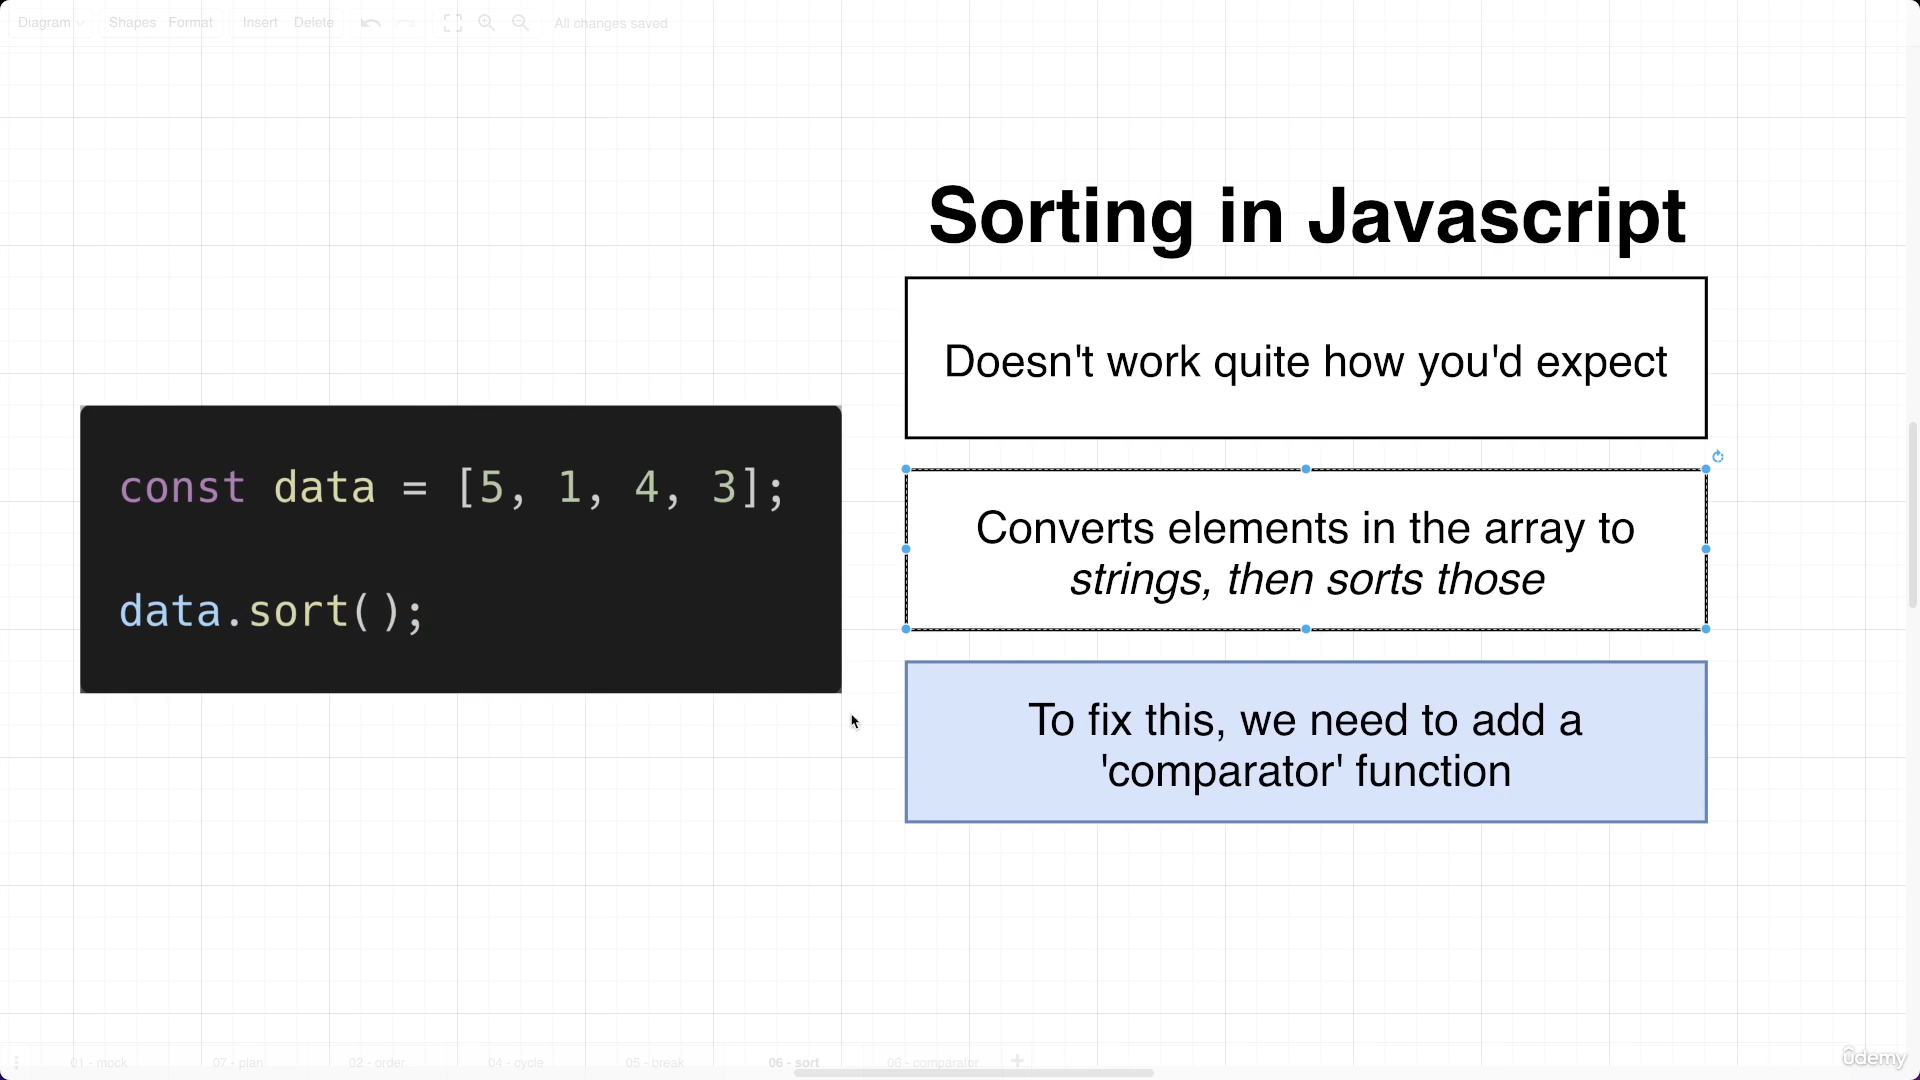 Diagram
Shapes
Format
Insert
Delete
All changes saved
Sorting in Javascript
Doesn't work quite how you'd expect
const data = [5, 1, 4, 3];
data.sort();
Converts elements in the array to
strings, then sorts those
To fix this, we need to add a
'comparator' function
01 - mock
07 - plan
02 - order
04 - cycle
05 - break
06 - sort
06 - comparator
ûdemy